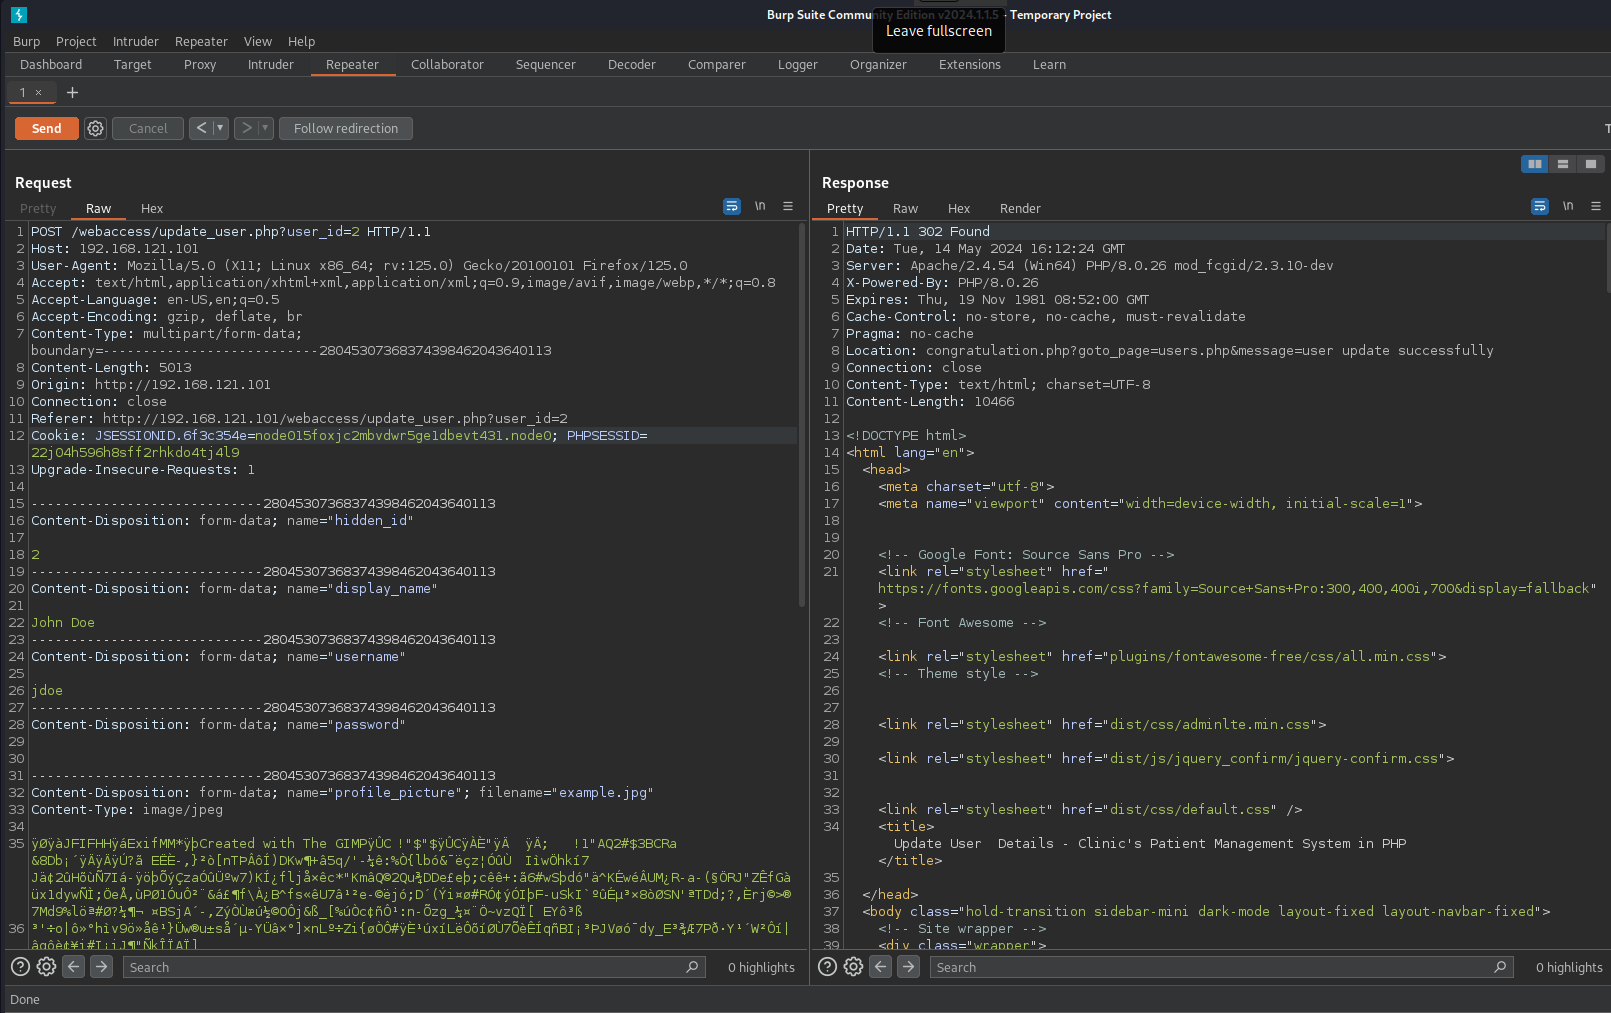 Burp Suite Community Edition v2024.1.1.5 - Temporary Project
Leave fullscreen
Burp Project Intruder Repeater View Help
Dashboard Target Proxy Intruder Repeater Collaborator Sequencer Decoder Comparer Logger Organizer Extensions Learn
1 × +
Send Cancel < > Follow redirection
Request
Pretty Raw Hex \n
1 POST /webaccess/update_user.php?user_id=2 HTTP/1.1
2 Host: 192.168.121.101
3 User-Agent: Mozilla/5.0 (X11; Linux x86_64; rv:125.0) Gecko/20100101 Firefox/125.0
4 Accept: text/html,application/xhtml+xml,application/xml;q=0.9,image/avif,image/webp,*/*;q=0.8
5 Accept-Language: en-US,en;q=0.5
6 Accept-Encoding: gzip, deflate, br
7 Content-Type: multipart/form-data;
boundary=---------------------------280453073683743984620436401​13
8 Content-Length: 5013
9 Origin: http://192.168.121.101
10 Connection: close
11 Referer: http://192.168.121.101/webaccess/update_user.php?user_id=2
12 Cookie: JSESSIONID.6f3c354e=node015foxjc2mbvdwr5ge1dbevt431.node0; PHPSESSID=
22j04h596h8sff2rhkdo4tj4l9
13 Upgrade-Insecure-Requests: 1
14
15 -----------------------------28045307368374398462043640113
16 Content-Disposition: form-data; name="hidden_id"
17
18 2
19 -----------------------------28045307368374398462043640113
20 Content-Disposition: form-data; name="display_name"
21
22 John Doe
23 -----------------------------28045307368374398462043640113
24 Content-Disposition: form-data; name="username"
25
26 jdoe
27 -----------------------------28045307368374398462043640113
28 Content-Disposition: form-data; name="password"
29
30
31 -----------------------------28045307368374398462043640113
32 Content-Disposition: form-data; name="profile_picture"; filename="example.jpg"
33 Content-Type: image/jpeg
34
35 ÿØÿàJFIFHHÿáExifMM*ÿþCreated with The GIMPÿÛC
36
Search 0 highlights
Response
Pretty Raw Hex Render \n
1 HTTP/1.1 302 Found
2 Date: Tue, 14 May 2024 16:12:24 GMT
3 Server: Apache/2.4.54 (Win64) PHP/8.0.26 mod_fcgid/2.3.10-dev
4 X-Powered-By: PHP/8.0.26
5 Expires: Thu, 19 Nov 1981 08:52:00 GMT
6 Cache-Control: no-store, no-cache, must-revalidate
7 Pragma: no-cache
8 Location: congratulation.php?goto_page=users.php&message=user update successfully
9 Connection: close
10 Content-Type: text/html; charset=UTF-8
11 Content-Length: 10466
12
13 <!DOCTYPE html>
14 <html lang="en">
15 <head>
16 <meta charset="utf-8">
17 <meta name="viewport" content="width=device-width, initial-scale=1">
18
19
20 <!-- Google Font: Source Sans Pro -->
21 <link rel="stylesheet" href="
https://fonts.googleapis.com/css?family=Source+Sans+Pro:300,400,400i,700&display=fallback"
>
22 <!-- Font Awesome -->
23
24 <link rel="stylesheet" href="plugins/fontawesome-free/css/all.min.css">
25 <!-- Theme style -->
26
27
28 <link rel="stylesheet" href="dist/css/adminlte.min.css">
29
30 <link rel="stylesheet" href="dist/js/jquery_confirm/jquery-confirm.css">
31
32
33 <link rel="stylesheet" href="dist/css/default.css" />
34 <title>
Update User Details - Clinic's Patient Management System in PHP
</title>
35
36 </head>
37 <body class="hold-transition sidebar-mini dark-mode layout-fixed layout-navbar-fixed">
38 <!-- Site wrapper -->
39 <div class="wrapper">
Search 0 highlights
Done